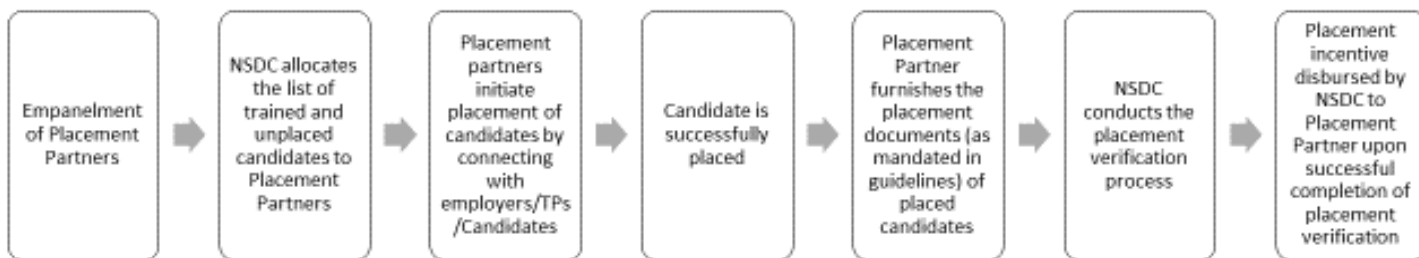 Empanelment
of Placement
Partners
NSDC allocates
the list of
trained and
unplaced
candidates to
Placement
Partners
Placement
partners
initiate
placement of
candidates by
connecting
with
employers/TPs
/Candidates
Candidate is
successfully
placed
Placement
Partner
furnishes the
placement
documents (as
mandated in
guidelines) of
placed
candidates
NSDC
conducts the
placement
verification
process
Placement
incentive
disbursed by
NSDC to
Placement
Partner upon
successful
completion of
placement
verification